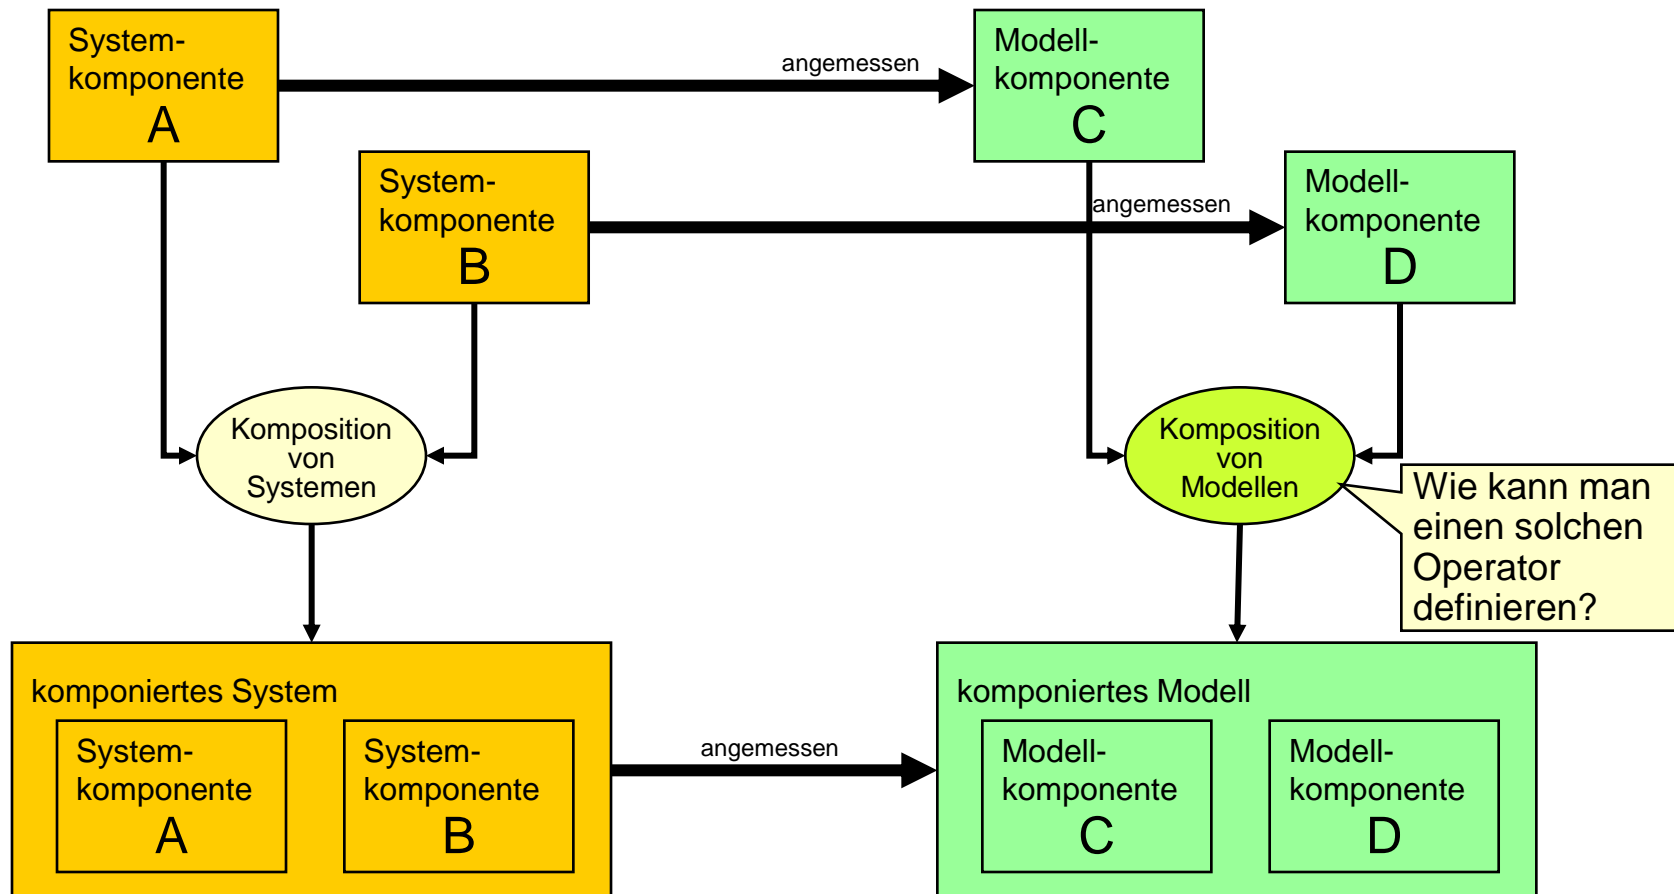 System-
komponente
A
angemessen
Modell-
komponente
C
System-
komponente
B
angemessen
Modell-
komponente
D
Komposition
von
Systemen
Komposition
von
Modellen
Wie kann man
einen solchen
Operator
definieren?
komponiertes System
System-
komponente
A
System-
komponente
B
angemessen
komponiertes Modell
Modell-
komponente
C
Modell-
komponente
D